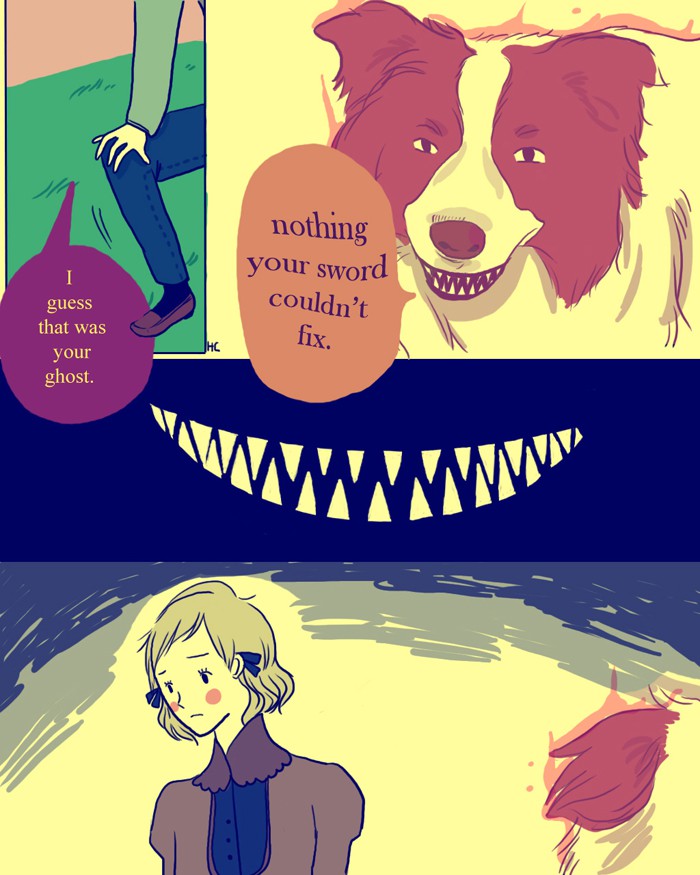 I
guess
that was
your
ghost.
nothing
your sword
couldn't
fix.
HC